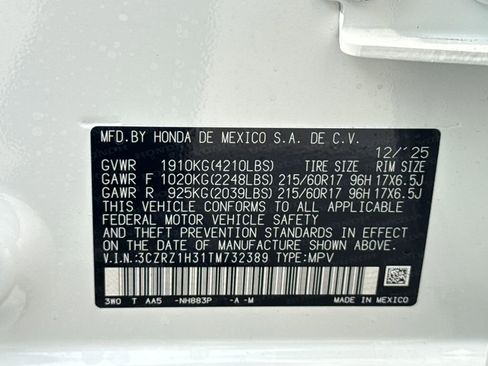 MFD.BY HONDA DE MEXICO S.A. DE C.V.
12/'25
GVWR 1910KG(4210LBS) TIRE SIZE RIM SIZE
GAWR F 1020KG(2248LBS) 215/60R17 96H 17X6.5J
GAWR R 925KG(2039LBS) 215/60R17 96H 17X6.5J
THIS VEHICLE CONFORMS TO ALL APPLICABLE
FEDERAL MOTOR VEHICLE SAFETY
AND THEFT PREVENTION STANDARDS IN EFFECT
ON THE DATE OF MANUFACTURE SHOWN ABOVE.
V.I.N.:3CZRZ1H31TM732389 TYPE:MPV
3W0 T AA5 -NH883P -A -M
MADE IN MEXICO